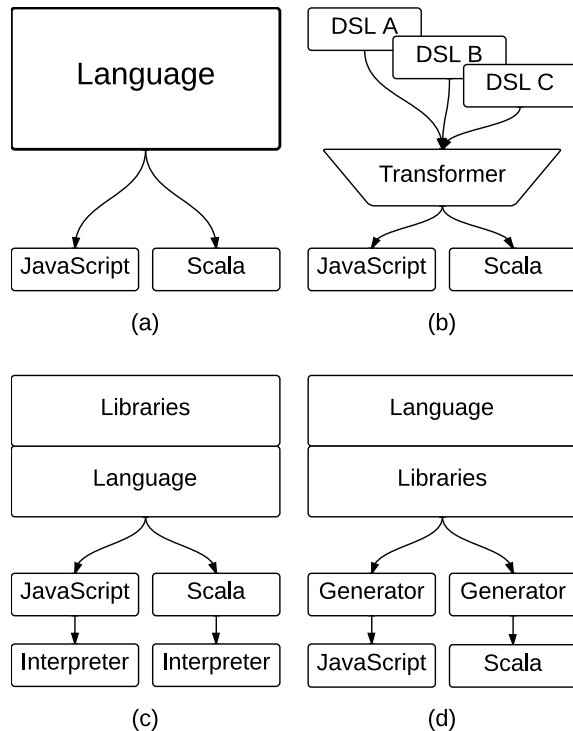 Language
JavaScript
Scala
(a)
DSL A
DSL B
DSL C
Transformer
JavaScript
Scala
(b)
Libraries
Language
JavaScript
Scala
Interpreter
Interpreter
(c)
Language
Libraries
Generator
Generator
JavaScript
Scala
(d)